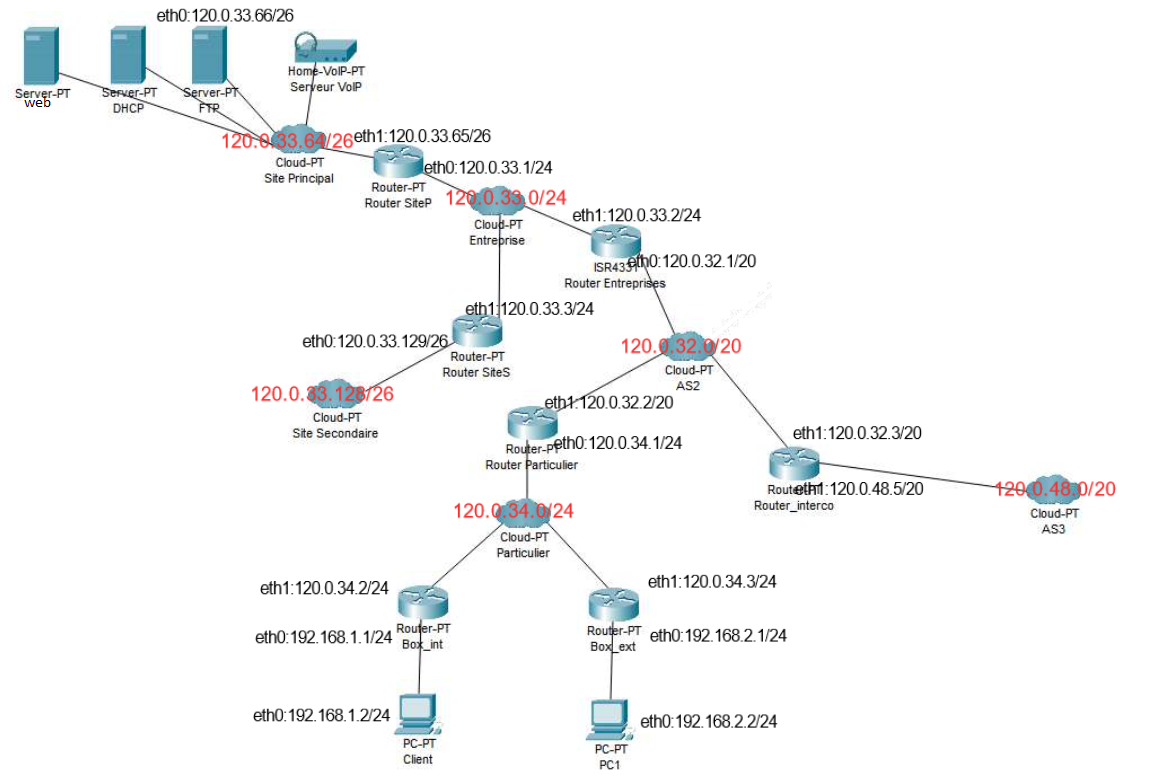 eth0:120.0.33.66/26
Server-PT
web
Server-PT
DHCP
Server-PT
FTP
Home-VoIP-PT
Serveur VoIP
120.0.33.64/26
Cloud-PT
Site Principal
eth1:120.0.33.65/26
eth0:120.0.33.1/24
Router-PT
Router SiteP
120.0.33.0/24
Cloud-PT
Entreprise
eth1:120.0.33.2/24
eth0:120.0.32.1/20
ISR4331
Router Entreprises
eth1:120.0.33.3/24
eth0:120.0.33.129/26
Router-PT
Router SiteS
120.0.32.0/20
Cloud-PT
AS2
120.0.33.128/26
Cloud-PT
Site Secondaire
eth1:120.0.32.2/20
eth0:120.0.34.1/24
Router-PT
Router Particulier
eth1:120.0.32.3/20
eth1:120.0.48.5/20
Router_interco
120.0.48.0/20
Cloud-PT
AS3
120.0.34.0/24
Cloud-PT
Particulier
eth1:120.0.34.2/24
eth0:192.168.1.1/24
Router-PT
Box_int
eth1:120.0.34.3/24
eth0:192.168.2.1/24
Router-PT
Box_ext
eth0:192.168.1.2/24
PC-PT
Client
eth0:192.168.2.2/24
PC-PT
PC1